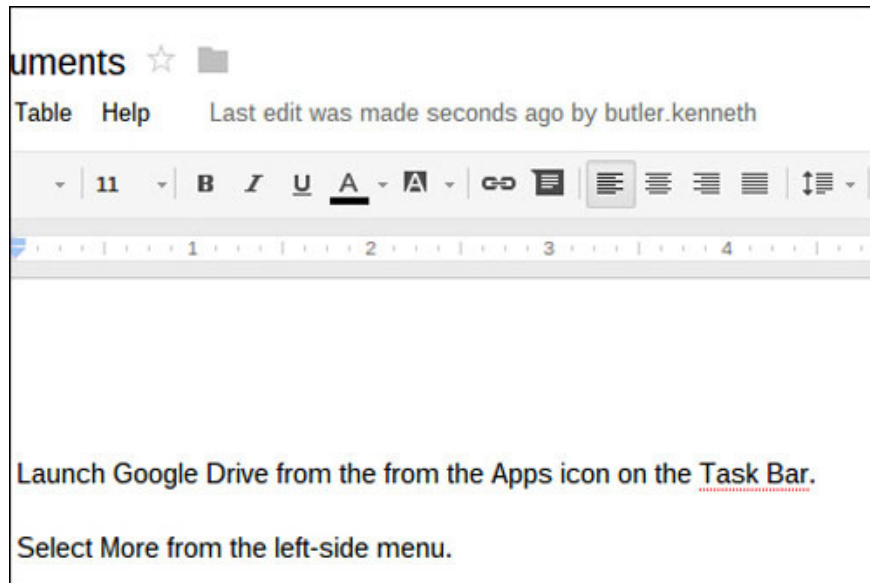 uments
Table Help Last edit was made seconds ago by butler.kenneth
11 B I U A A
1 2 3 4
Launch Google Drive from the from the Apps icon on the Task Bar.
Select More from the left-side menu.